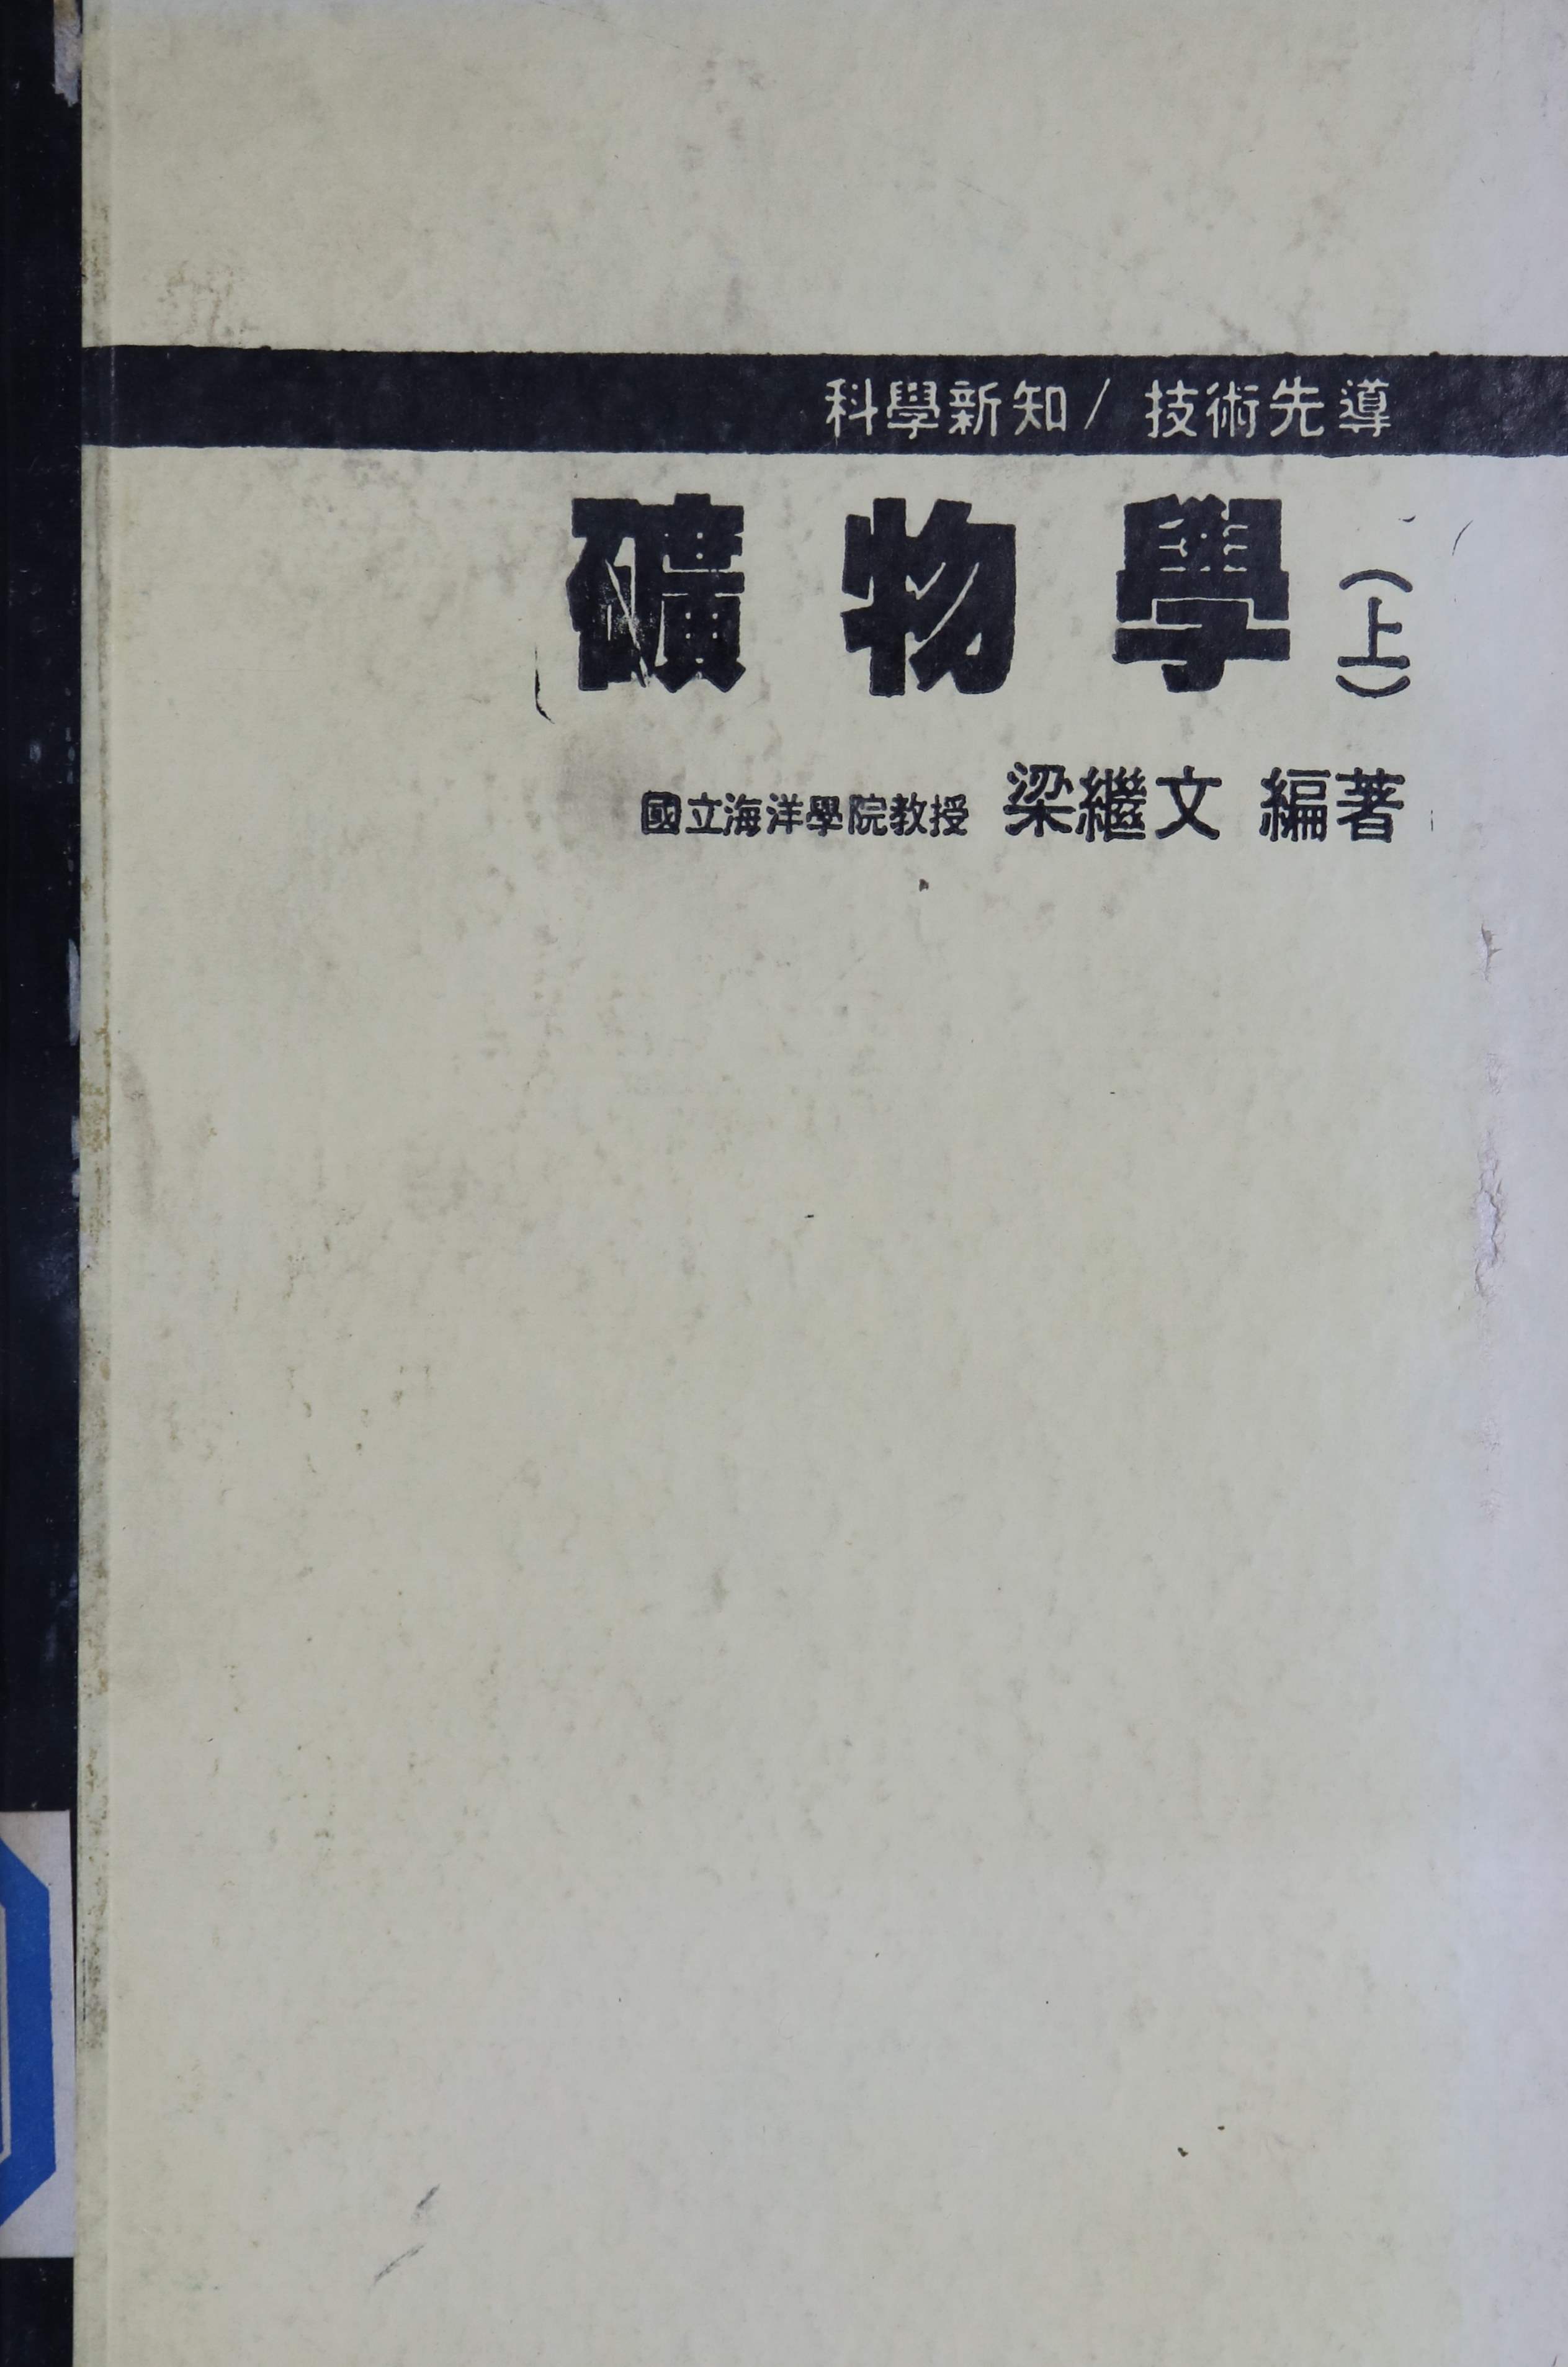 科學新知/ 技術先導
礦物學(上)
國立海洋學院教授 梁繼文 編著